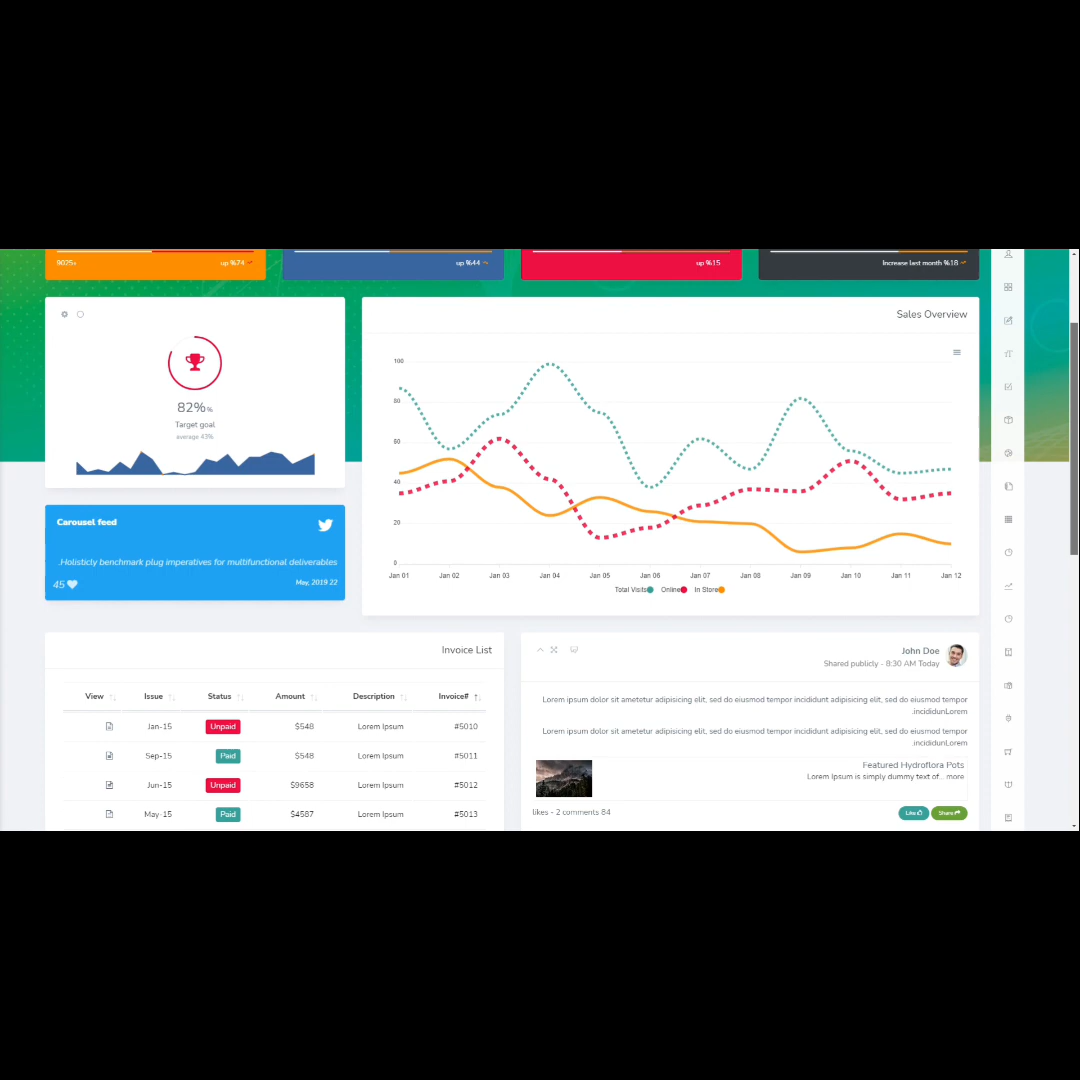 9025
up %74
up %44
up %15
Increase last month %18
82%%
Target goal
average 43%
Sales Overview
100
80
60
40
20
0
Jan 01 Jan 02 Jan 03 Jan 04 Jan 05 Jan 06 Jan 07 Jan 08 Jan 09 Jan 10 Jan 11 Jan 12
Total Visits Online In Store
Carousel feed
.Holisticly benchmark plug imperatives for multifunctional deliverables
45
May, 2019 22
Invoice List
View Issue Status Amount Description Invoice#
Jan-15 Unpaid $548 Lorem Ipsum #5010
Sep-15 Paid $548 Lorem Ipsum #5011
Jun-15 Unpaid $9658 Lorem Ipsum #5012
May-15 Paid $4587 Lorem Ipsum #5013
John Doe
Shared publicly - 8:30 AM Today
Lorem ipsum dolor sit ametetur adipisicing elit, sed do eiusmod tempor incididunt adipisicing elit, sed do eiusmod tempor
.incididunLorem
Lorem ipsum dolor sit ametetur adipisicing elit, sed do eiusmod tempor incididunt adipisicing elit, sed do eiusmod tempor
.incididunLorem
Featured Hydroflora Pots
Lorem Ipsum is simply dummy text of... more
likes - 2 comments 84
Like
Share